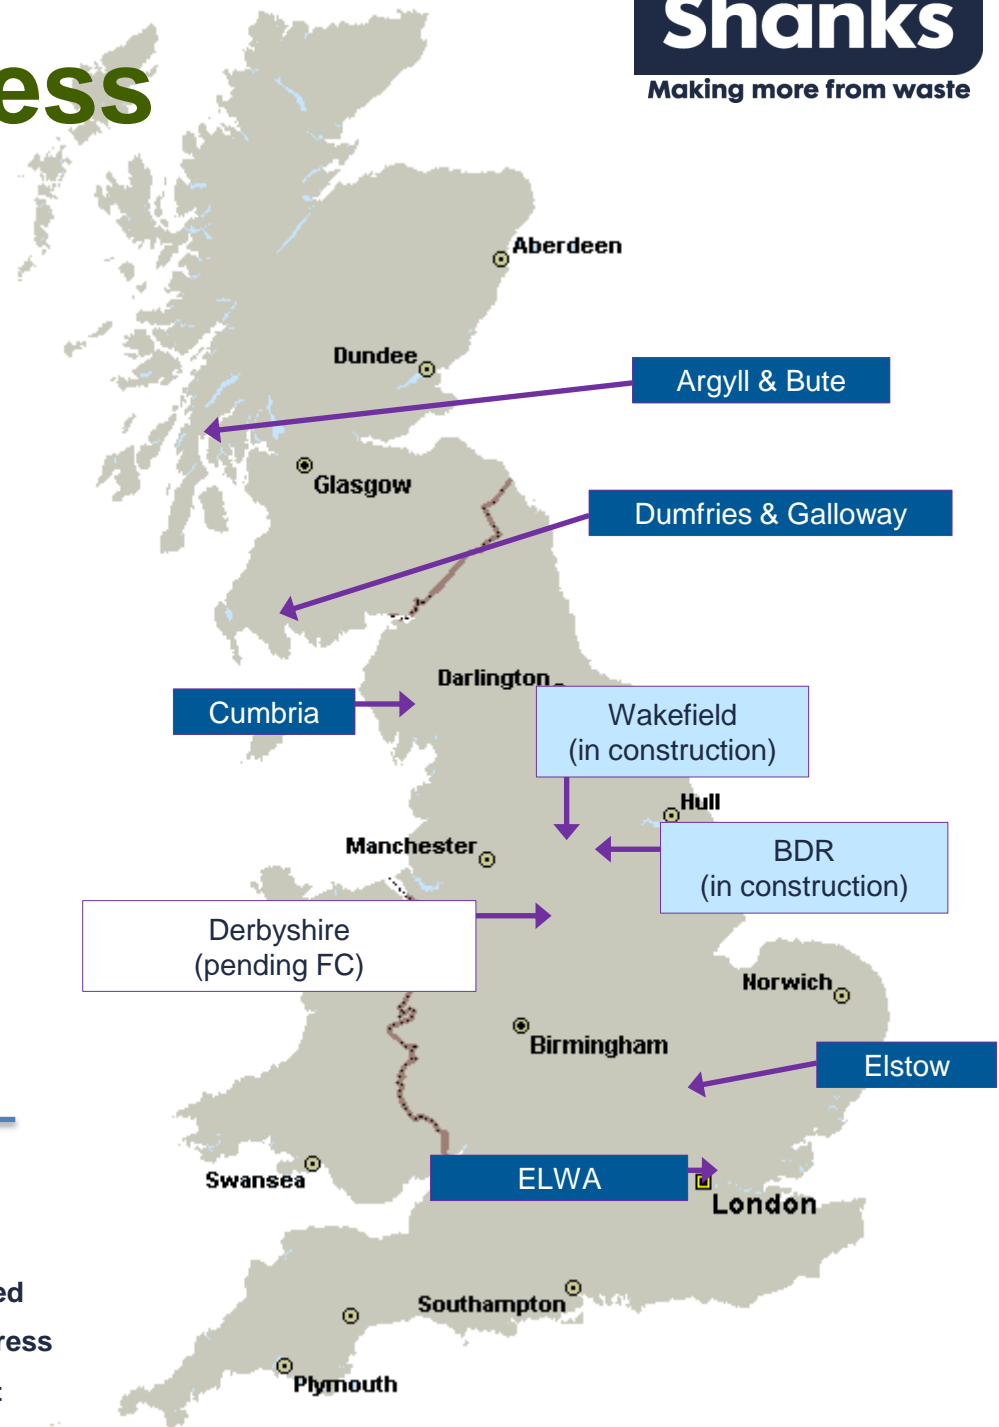 Shanks
Making more from waste
ess
Aberdeen
Dundee
Argyll & Bute
Glasgow
Dumfries & Galloway
Darlington
Cumbria
Wakefield
(in construction)
Hull
Manchester
BDR
(in construction)
Derbyshire
(pending FC)
Norwich
Birmingham
Elstow
Swansea
ELWA
London
ed
Southampton
ress
Plymouth